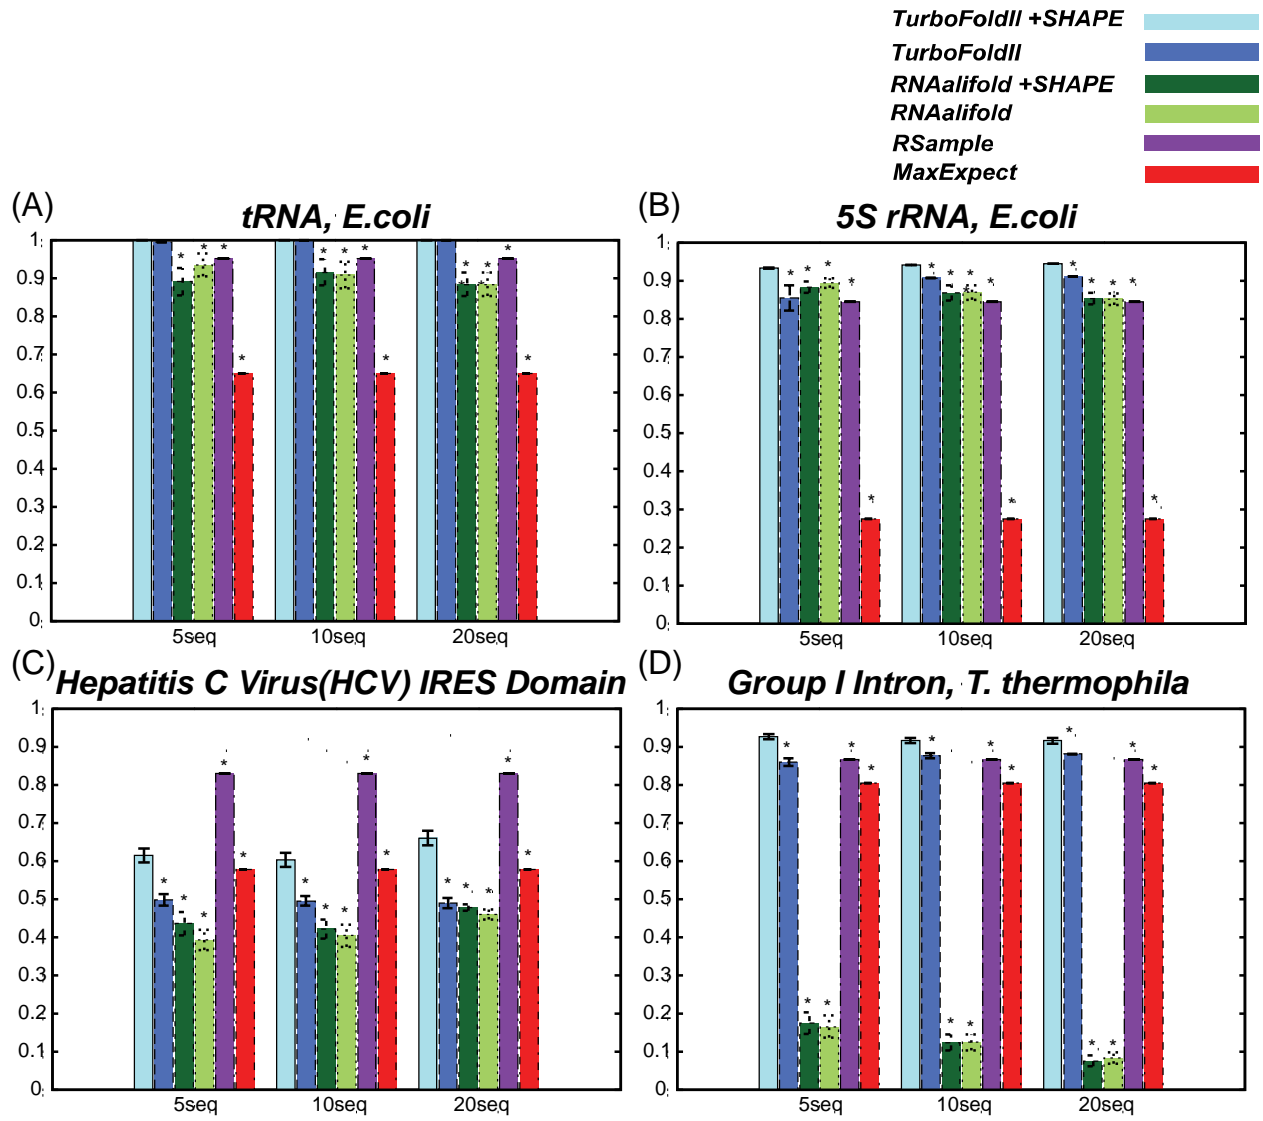 TurboFoldII +SHAPE
TurboFoldII
RNAalifold +SHAPE
RNAalifold
RSample
MaxExpect
(A)
tRNA, E.coli
1
0.9
0.8
0.7
0.6
0.5
0.4
0.3
0.2
0.1
0
5seq 10seq 20seq
(B)
5S rRNA, E.coli
1
0.9
0.8
0.7
0.6
0.5
0.4
0.3
0.2
0.1
0
5seq 10seq 20seq
(C)
Hepatitis C Virus(HCV) IRES Domain
1
0.9
0.8
0.7
0.6
0.5
0.4
0.3
0.2
0.1
0
5seq 10seq 20seq
(D)
Group I Intron, T. thermophila
1
0.9
0.8
0.7
0.6
0.5
0.4
0.3
0.2
0.1
0
5seq 10seq 20seq